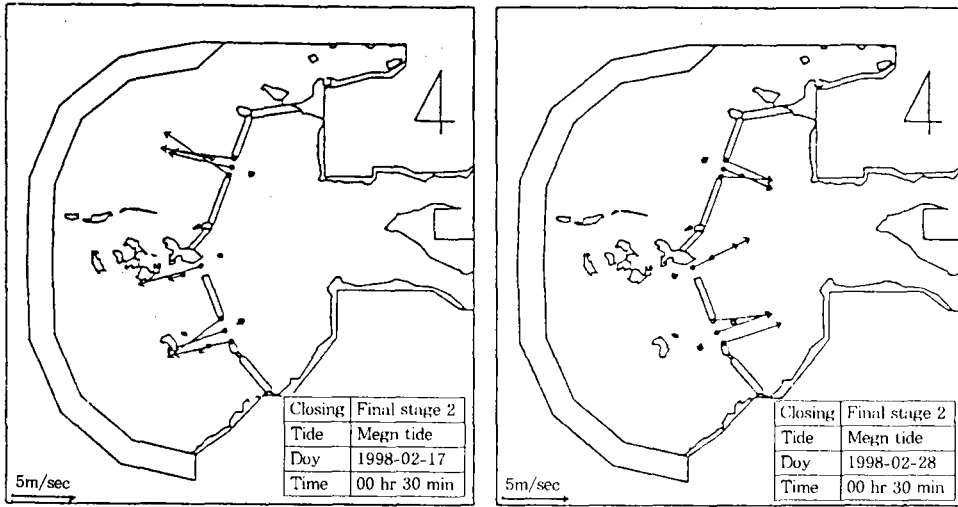 4
Closing Final stage 2
Tide Megn tide
Doy 1998-02-17
Time 00 hr 30 min
5m/sec
4
Closing Final stage 2
Tide Megn tide
Doy 1998-02-28
Time 00 hr 30 min
5m/sec